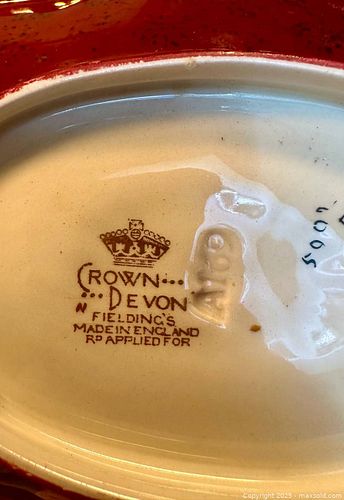 CROWN
DEVON
N FIELDING'S
MADE IN ENGLAND
RD APPLIED FOR
Copyright 2025 - maxsold.com